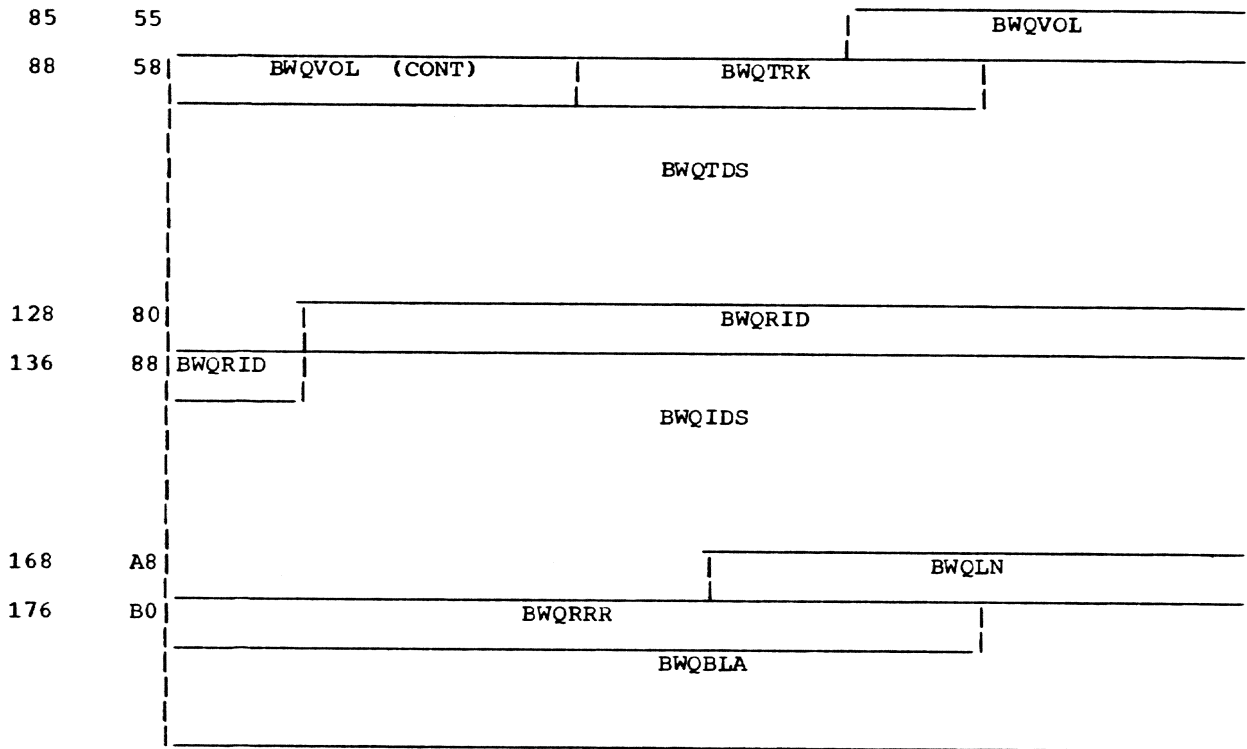 85 55 BWQVOL
88 58 BWQVOL (CONT) BWQTRK
BWQTDS
128 80 BWQRID
136 88 BWQRID
BWQIDS
168 A8 BWQLN
176 B0 BWQRRR
BWQBLA